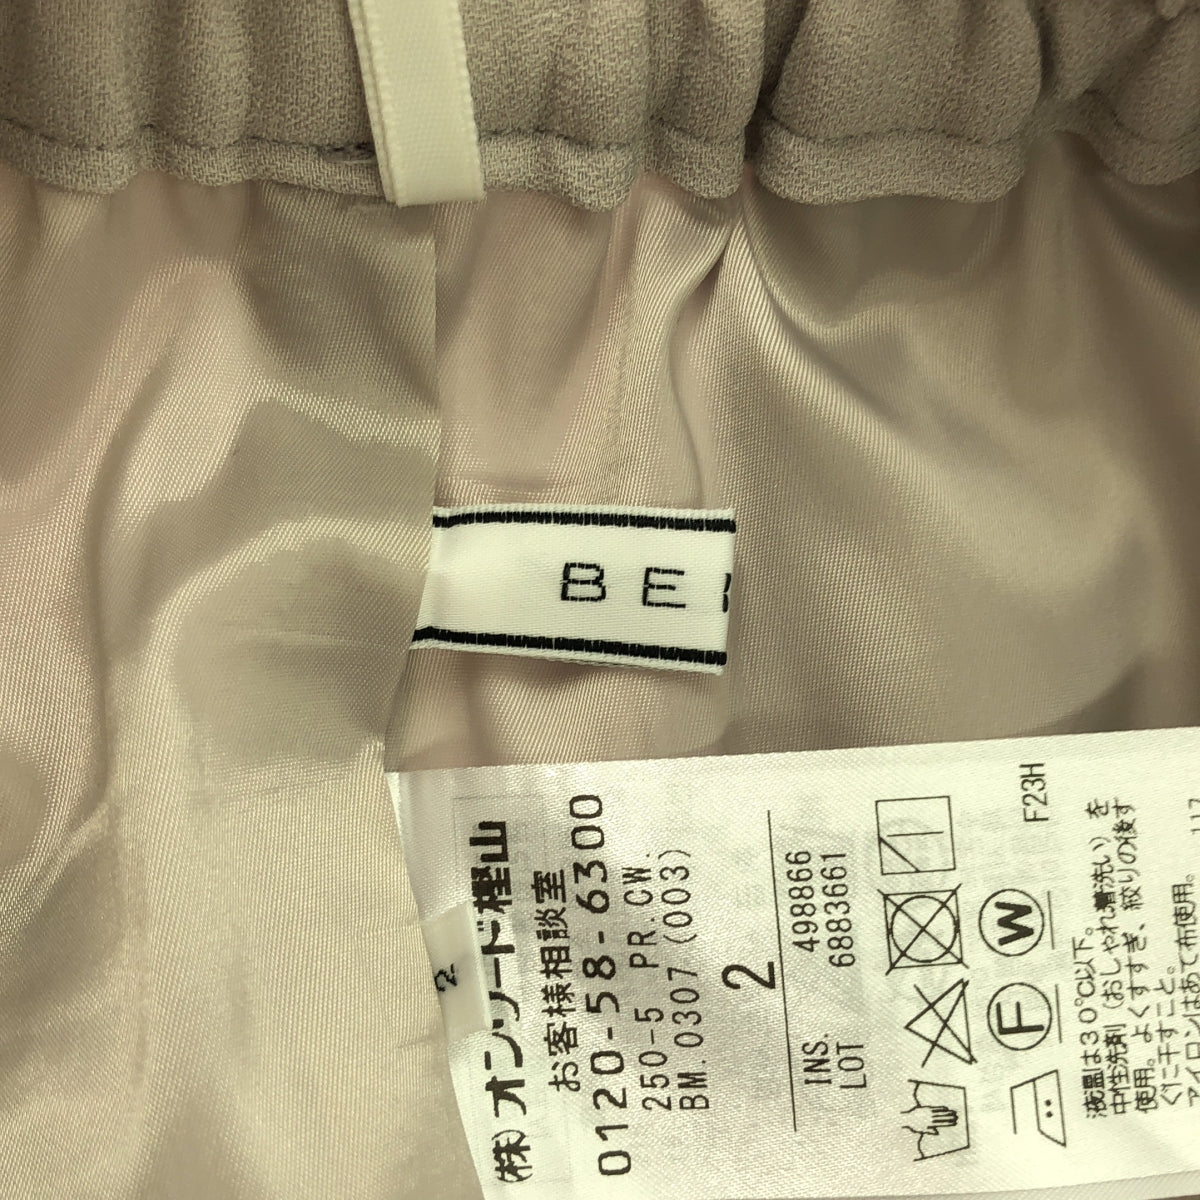 BE
2
(株)オンワード樫山
お客様相談室
0120-58-6300
250-5 PR.CW.
BM.0307(003)
2
INS. 498866
LOT 6883661
F W F23H
液温は30℃以下。
中性洗剤(おしゃれ着洗い)を
使用。よくすすぎ、絞りの後す
ぐに干すこと。
アイロンはあて布使用。